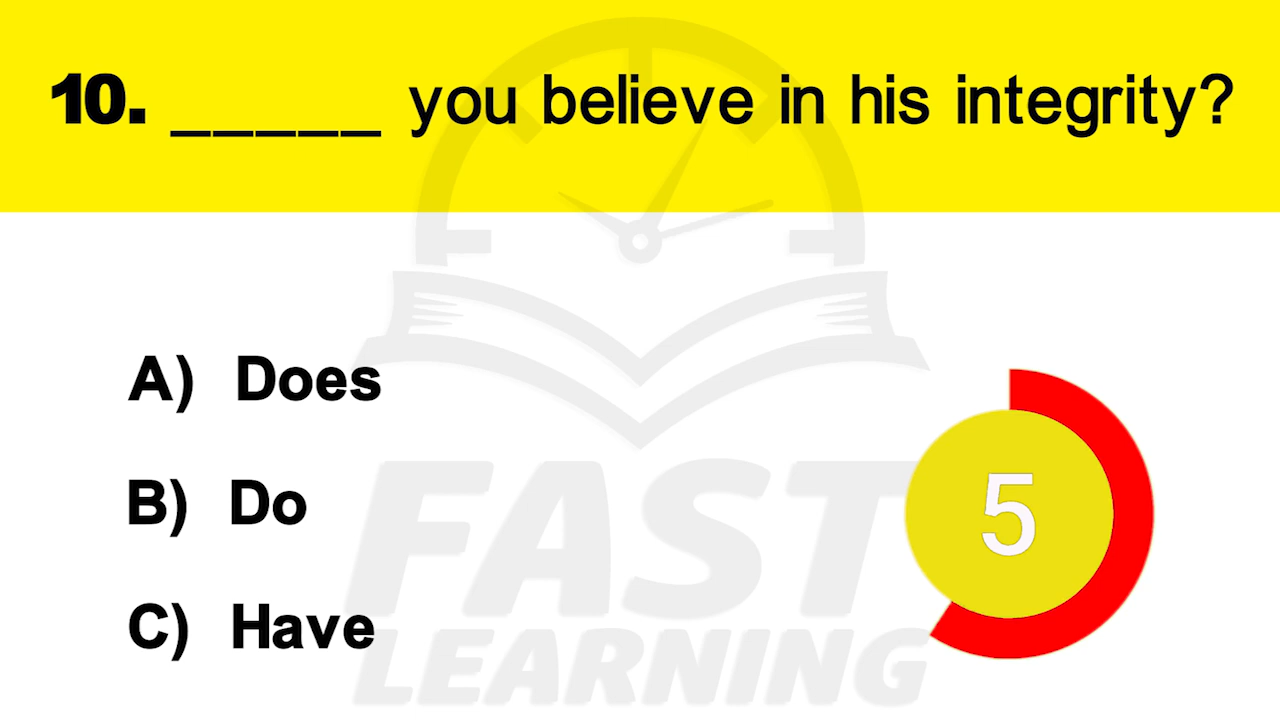 10. _____ you believe in his integrity?
A) Does
B) Do
C) Have
5
FAST
LEARNING